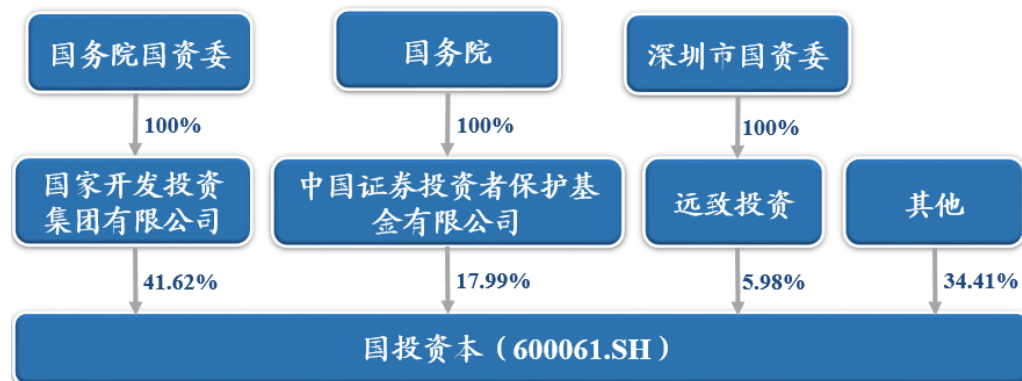 国务院国资委
国务院
深圳市国资委
100%
100%
100%
国家开发投资
集团有限公司
中国证券投资者保护基
金有限公司
远致投资
其他
41.62%
17.99%
5.98%
34.41%
国投资本（600061.SH）